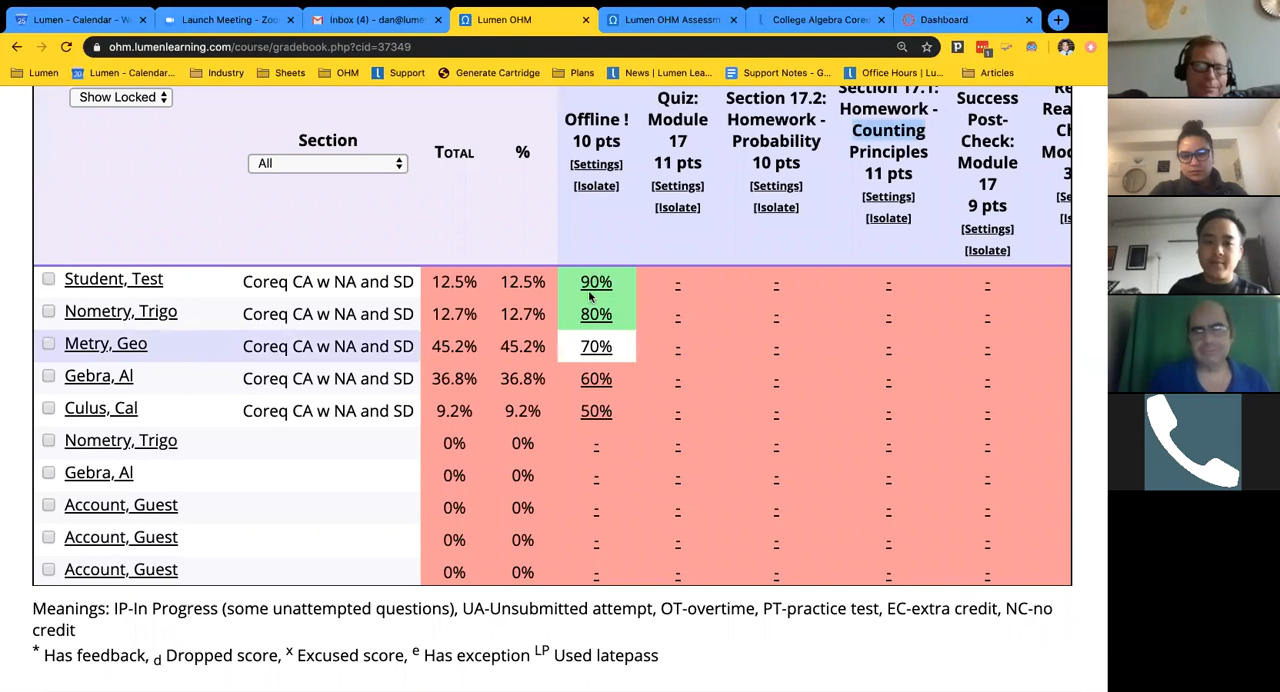 Lumen - Calendar - W
Launch Meeting - Zoo
Inbox (4) - dan@lume
Lumen OHM
Lumen OHM Assessm
College Algebra Core
Dashboard
ohm.lumenlearning.com/course/gradebook.php?cid=37349
Lumen
Lumen - Calendar...
Industry
Sheets
OHM
Support
Generate Cartridge
Plans
News | Lumen Lea...
Support Notes - G...
Office Hours | Lu...
Articles
Show Locked
Section
All
TOTAL
%
Offline !
10 pts
[Settings]
[Isolate]
Quiz:
Module
17
11 pts
[Settings]
[Isolate]
Section 17.2:
Homework -
Probability
10 pts
[Settings]
[Isolate]
Section 17.1:
Homework -
Counting
Principles
11 pts
[Settings]
[Isolate]
Success
Post-
Check:
Module
17
9 pts
[Settings]
[Isolate]
Student, Test Coreq CA w NA and SD 12.5% 12.5% 90% - - - -
Nometry, Trigo Coreq CA w NA and SD 12.7% 12.7% 80% - - - -
Metry, Geo Coreq CA w NA and SD 45.2% 45.2% 70% - - - -
Gebra, Al Coreq CA w NA and SD 36.8% 36.8% 60% - - - -
Culus, Cal Coreq CA w NA and SD 9.2% 9.2% 50% - - - -
Nometry, Trigo 0% 0% - - - - -
Gebra, Al 0% 0% - - - - -
Account, Guest 0% 0% - - - - -
Account, Guest 0% 0% - - - - -
Account, Guest 0% 0% - - - - -
Meanings: IP-In Progress (some unattempted questions), UA-Unsubmitted attempt, OT-overtime, PT-practice test, EC-extra credit, NC-no
credit
* Has feedback, d Dropped score, x Excused score, e Has exception LP Used latepass